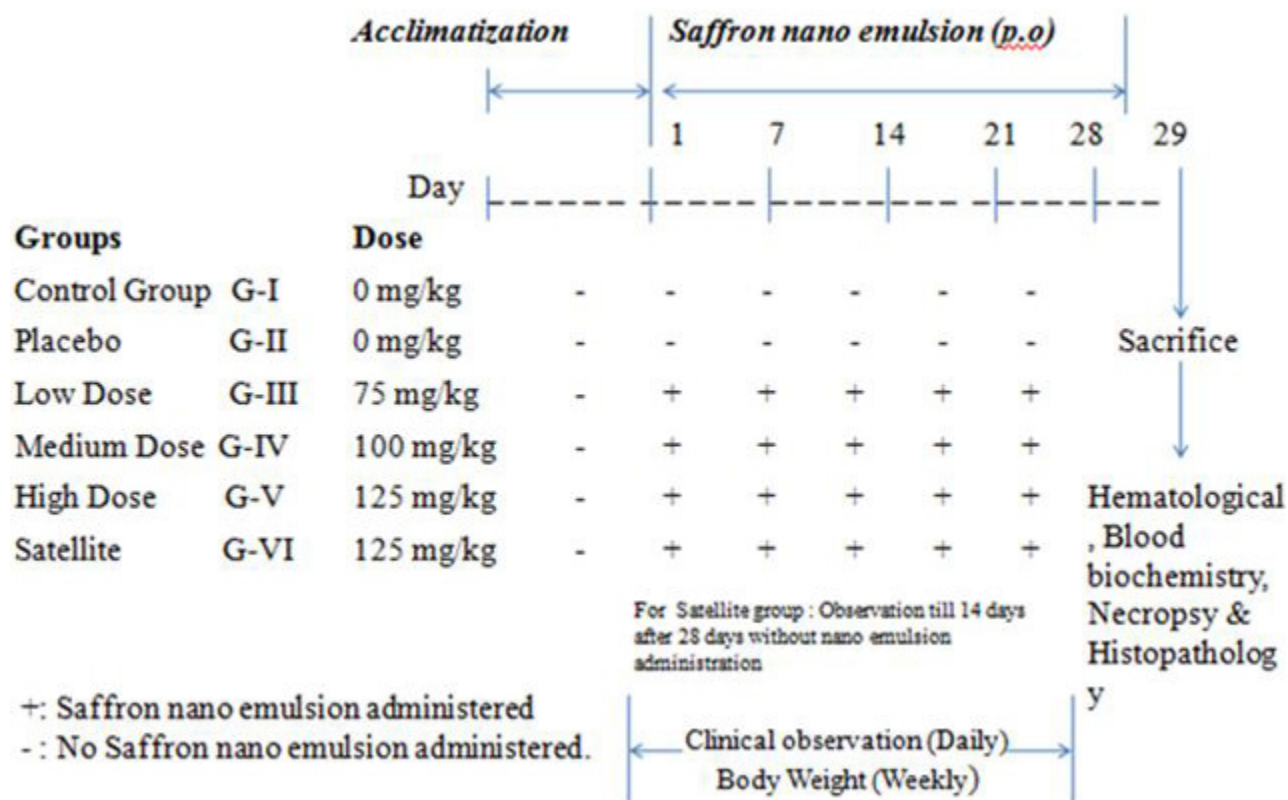 Acclimatization Saffron nano emulsion (p.o)
1 7 14 21 28 29
Day
Groups Dose
Control Group G-I 0 mg/kg - - - - - -
Placebo G-II 0 mg/kg - - - - - -
Sacrifice
Low Dose G-III 75 mg/kg - + + + + +
Medium Dose G-IV 100 mg/kg - + + + + +
High Dose G-V 125 mg/kg - + + + + +
Satellite G-VI 125 mg/kg - + + + + +
Hematological
, Blood
biochemistry,
Necropsy &
Histopatholog
y
For Satellite group : Observation till 14 days
after 28 days without nano emulsion
administration
+: Saffron nano emulsion administered
- : No Saffron nano emulsion administered.
Clinical observation (Daily)
Body Weight (Weekly)